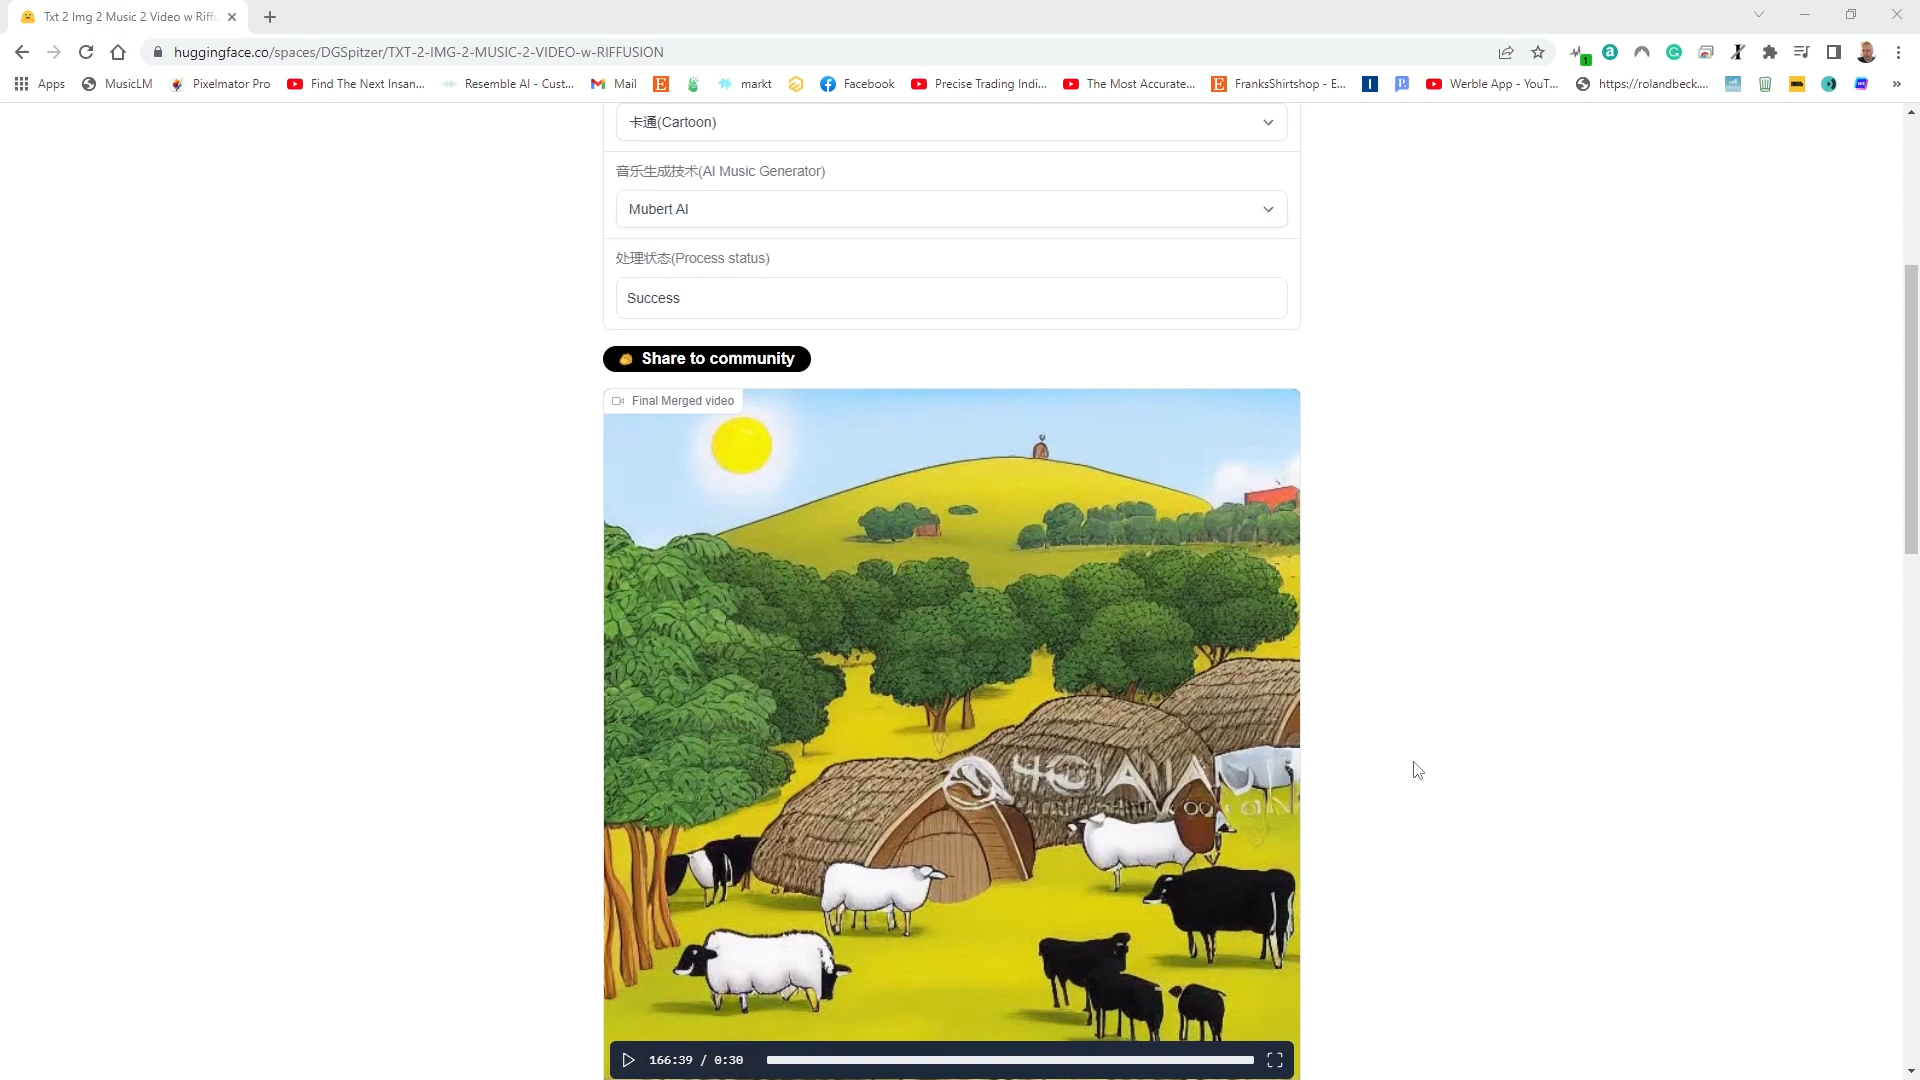 Txt 2 Img 2 Music 2 Video w Riffu
huggingface.co/spaces/DGSpitzer/TXT-2-IMG-2-MUSIC-2-VIDEO-w-RIFFUSION
1
Apps MusicLM Pixelmator Pro Find The Next Insan... Resemble AI - Cust... Mail markt Facebook Precise Trading Indi... The Most Accurate... FranksShirtshop - E... Werble App - YouT... https://rolandbeck....
卡通(Cartoon)
音乐生成技术(AI Music Generator)
Mubert AI
处理状态(Process status)
Success
Share to community
Final Merged video
166:39 / 0:30